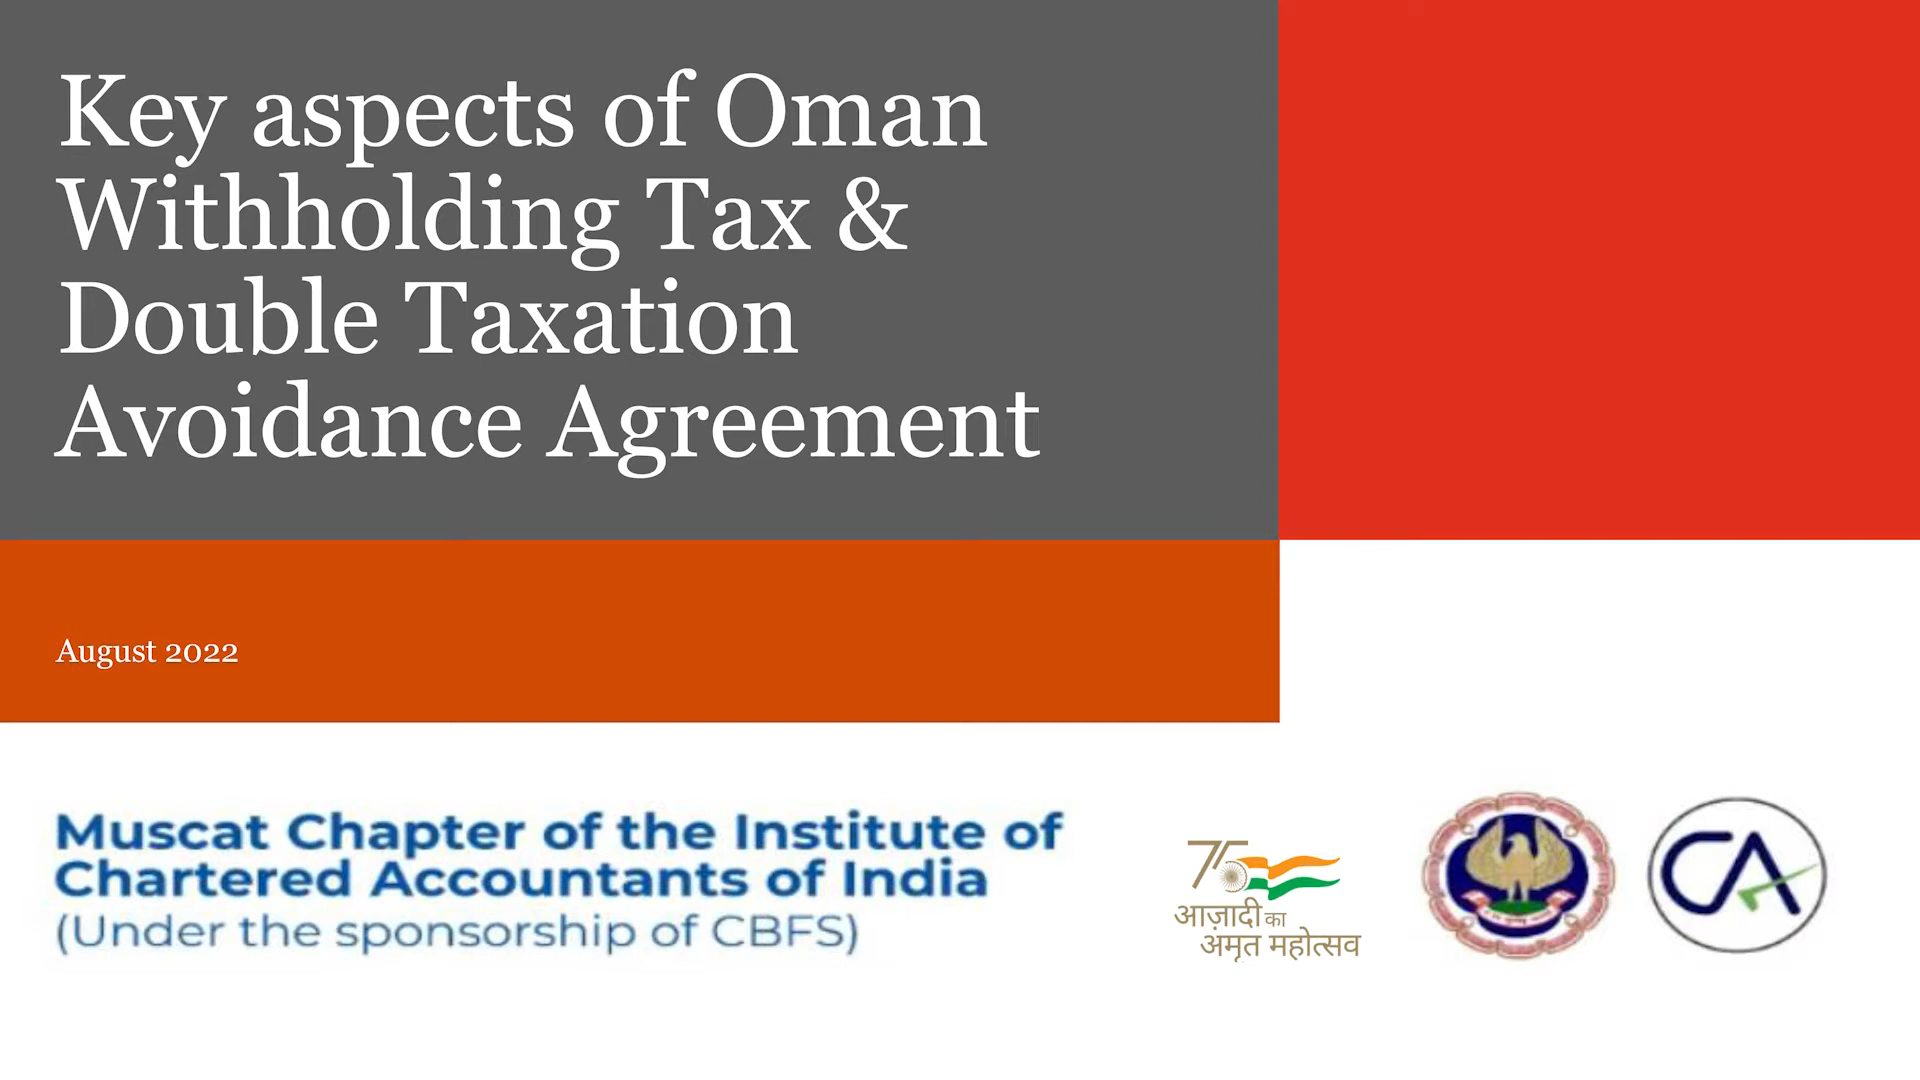 Key aspects of Oman
Withholding Tax &
Double Taxation
Avoidance Agreement
August 2022
Muscat Chapter of the Institute of
Chartered Accountants of India
(Under the sponsorship of CBFS)
75
आज़ादी का
अमृत महोत्सव
CA